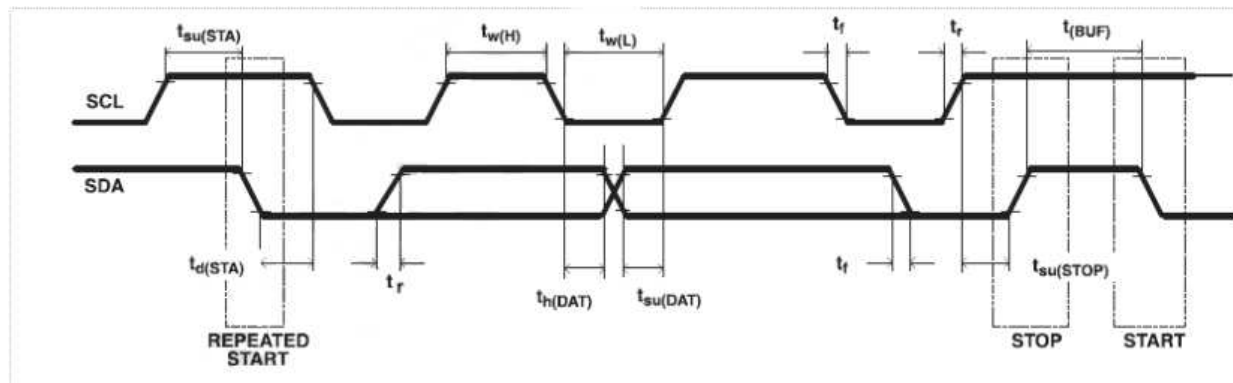 tsu(STA)
tw(H)
tw(L)
tf
tr
t(BUF)
SCL
SDA
td(STA)
tr
th(DAT)
tsu(DAT)
tf
tsu(STOP)
REPEATED
START
STOP
START